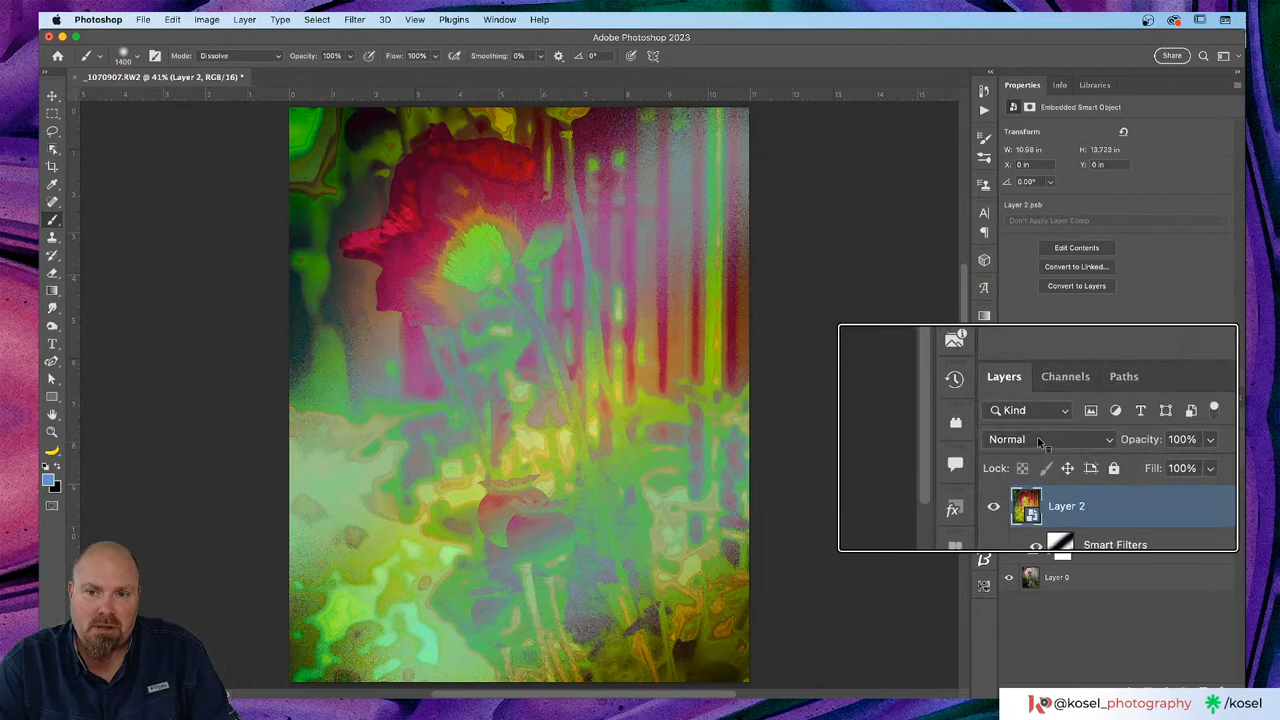 Photoshop File Edit Image Layer Type Select Filter 3D View Plugins Window Help
Adobe Photoshop 2023
1400 Mode: Dissolve Opacity: 100% Flow: 100% Smoothing: 0% 0° Share
_1070907.RW2 @ 41% (Layer 2, RGB/16) *
Properties Info Libraries
Embedded Smart Object
Transform
W: 10.98 in H: 13.723 in
X: 0 in Y: 0 in
0.00°
Layer 2.psb
Don't Apply Layer Comp
Edit Contents
Convert to Linked...
Convert to Layers
Layers Channels Paths
Kind
Normal Opacity: 100%
Lock: Fill: 100%
Layer 2
Smart Filters
Layer 0
@kosel_photography /kosel